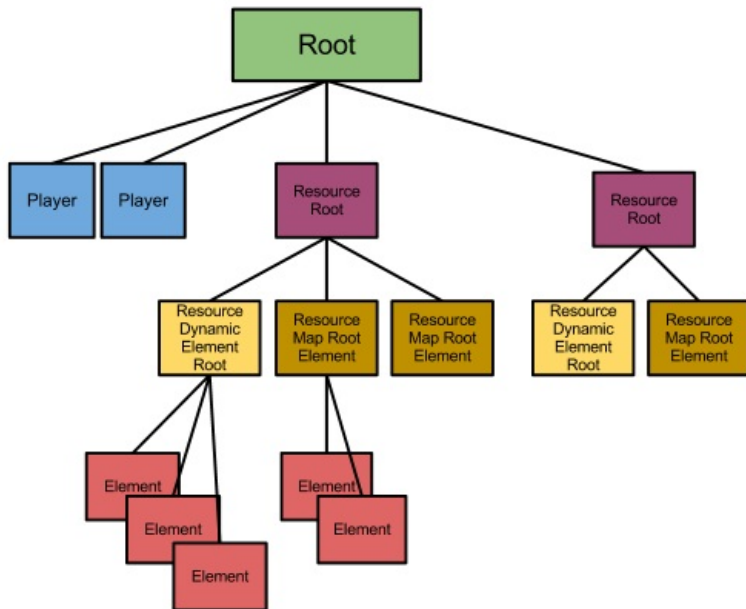 Root
Player
Player
Resource
Root
Resource
Root
Resource
Dynamic
Element
Root
Resource
Map Root
Element
Resource
Map Root
Element
Resource
Dynamic
Element
Root
Resource
Map Root
Element
Element
Element
Element
Element
Element